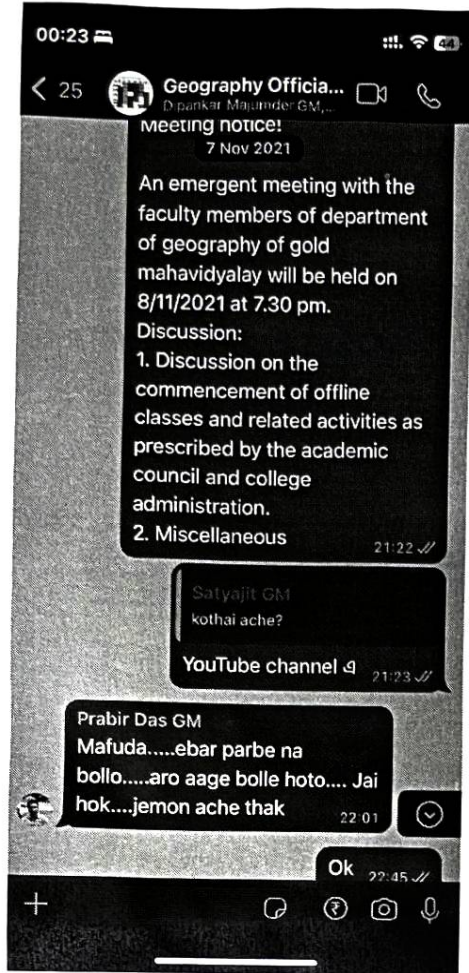 00:23
44
25
Geography Officia...
Dipankar Majumder GM,...
Meeting notice!
7 Nov 2021
An emergent meeting with the
faculty members of department
of geography of gold
mahavidyalay will be held on
8/11/2021 at 7.30 pm.
Discussion:
1. Discussion on the
commencement of offline
classes and related activities as
prescribed by the academic
council and college
administration.
2. Miscellaneous
21:22
Satyajit GM
kothai ache?
YouTube channel এ
21:23
Prabir Das GM
Mafuda.....ebar parbe na
bollo.....aro aage bolle hoto.... Jai
hok....jemon ache thak
22:01
Ok
22:45
₹